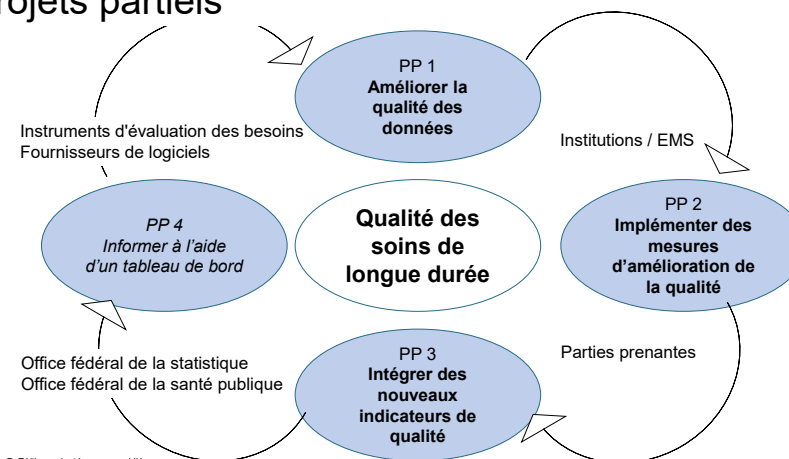 rojets partiels
PP 1
Améliorer la
qualité des
données
Instruments d'évaluation des besoins
Fournisseurs de logiciels
Institutions / EMS
PP 4
Informer à l’aide
d’un tableau de bord
Qualité des
soins de
longue durée
PP 2
Implémenter des
mesures
d’amélioration de
la qualité
Office fédéral de la statistique
Office fédéral de la santé publique
PP 3
Intégrer des
nouveaux
indicateurs de
qualité
Parties prenantes